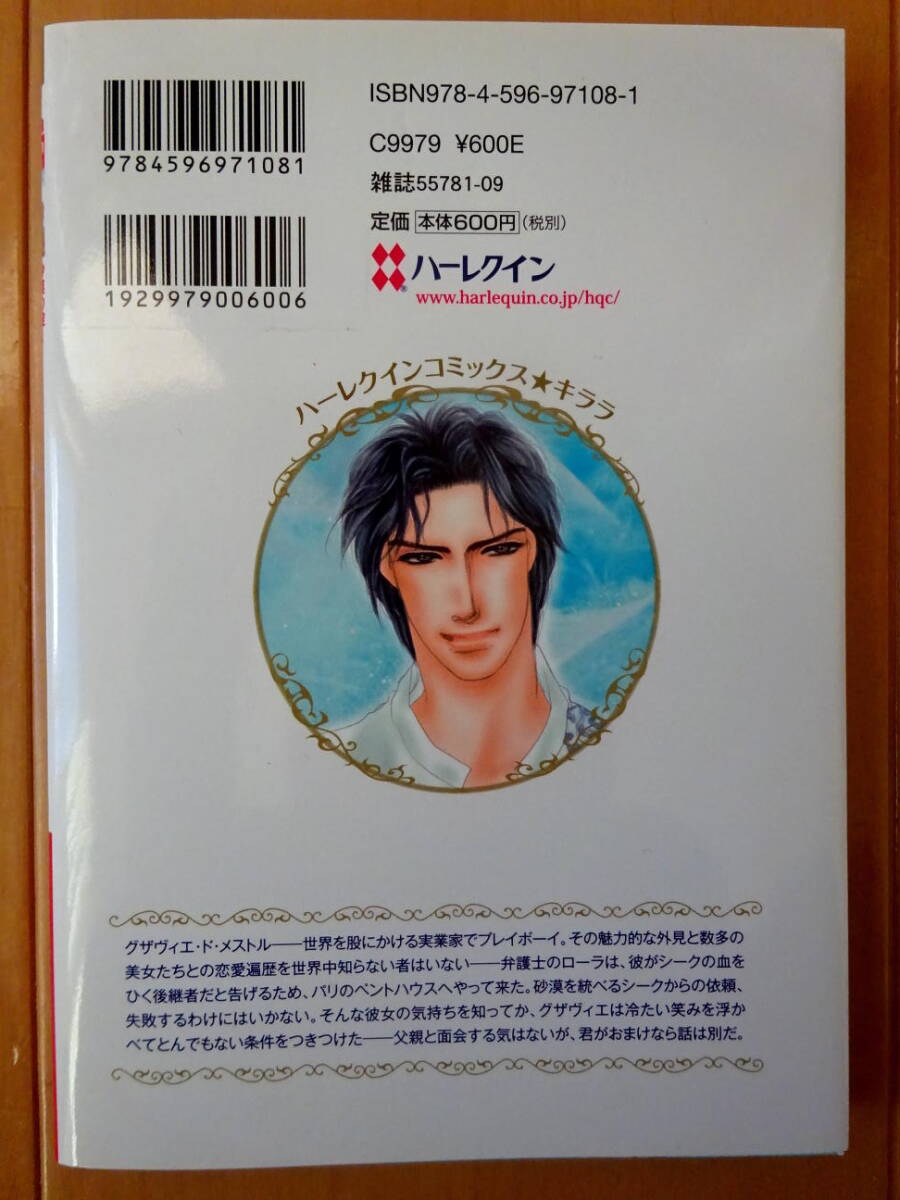 ISBN978-4-596-97108-1
9784596971081
C9979 ¥600E
雑誌55781-09
定価 本体600円(税別)
1929979006006
ハーレクイン
www.harlequin.co.jp/hqc/
ハーレクインコミックス★キララ
グザヴィエ・ド・メストル――世界を股にかける実業家でプレイボーイ。その魅力的な外見と数多の
美女たちとの恋愛遍歴を世界中知らない者はいない――弁護士のローラは、彼がシークの血を
ひく後継者だと告げるため、パリのペントハウスへやって来た。砂漠を統べるシークからの依頼、
失敗するわけにはいかない。そんな彼女の気持ちを知ってか、グザヴィエは冷たい笑みを浮か
べてとんでもない条件をつきつけた――父親と面会する気はないが、君がおまけなら話は別だ。